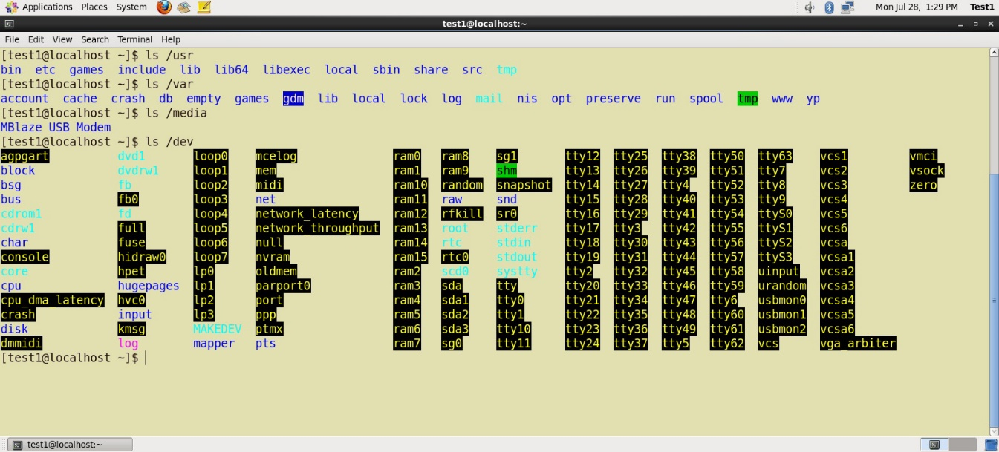 Applications Places System Mon Jul 28, 1:29 PM Test1
test1@localhost:~
File Edit View Search Terminal Help
[test1@localhost ~]$ ls /usr
bin etc games include lib lib64 libexec local sbin share src tmp
[test1@localhost ~]$ ls /var
account cache crash db empty games gdm lib local lock log mail nis opt preserve run spool tmp www yp
[test1@localhost ~]$ ls /media
MBlaze USB Modem
[test1@localhost ~]$ ls /dev
agpgart dvd1 loop0 mcelog ram0 ram8 sg1 tty12 tty25 tty38 tty50 tty63 vcs1 vmci
block dvdrw1 loop1 mem ram1 ram9 shm tty13 tty26 tty39 tty51 tty7 vcs2 vsock
bsg fb loop2 midi ram10 random snapshot tty14 tty27 tty4 tty52 tty8 vcs3 zero
bus fb0 loop3 net ram11 raw snd tty15 tty28 tty40 tty53 tty9 vcs4
cdrom1 fd loop4 network_latency ram12 rfkill sr0 tty16 tty29 tty41 tty54 ttyS0 vcs5
cdrw1 full loop5 network_throughput ram13 root stderr tty17 tty3 tty42 tty55 ttyS1 vcs6
char fuse loop6 null ram14 rtc stdin tty18 tty30 tty43 tty56 ttyS2 vcsa
console hidraw0 loop7 nvram ram15 rtc0 stdout tty19 tty31 tty44 tty57 ttyS3 vcsa1
core hpet lp0 oldmem ram2 scd0 systty tty2 tty32 tty45 tty58 uinput vcsa2
cpu hugepages lp1 parport0 ram3 sda tty tty20 tty33 tty46 tty59 urandom vcsa3
cpu_dma_latency hvc0 lp2 port ram4 sda1 tty0 tty21 tty34 tty47 tty6 usbmon0 vcsa4
crash input lp3 ppp ram5 sda2 tty1 tty22 tty35 tty48 tty60 usbmon1 vcsa5
disk kmsg MAKEDEV ptmx ram6 sda3 tty10 tty23 tty36 tty49 tty61 usbmon2 vcsa6
dmmidi log mapper pts ram7 sg0 tty11 tty24 tty37 tty5 tty62 vcs vga_arbiter
[test1@localhost ~]$
test1@localhost:~